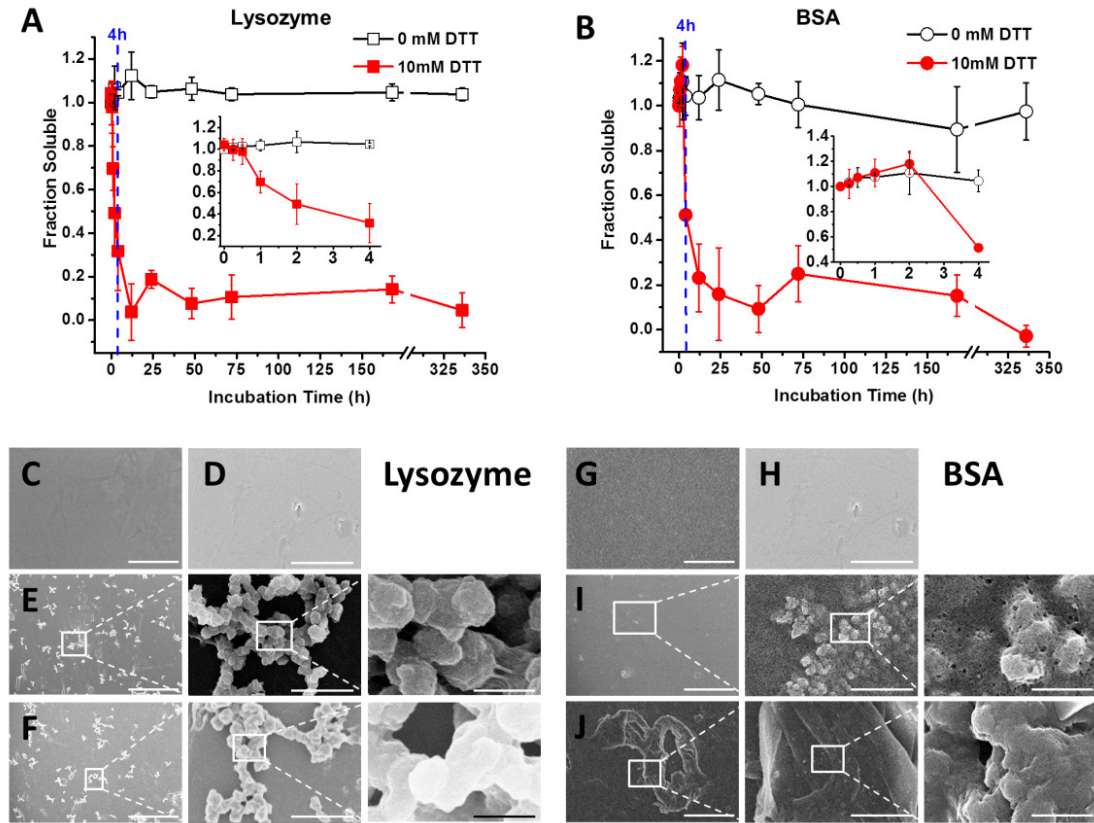 A
Lysozyme
4h
0 mM DTT
10mM DTT
Fraction Soluble
1.2
1.0
0.8
0.6
0.4
0.2
0.0
1.0
0.8
0.6
0.4
0.2
0 1 2 3 4
0 25 50 75 100 125 150 325 350
Incubation Time (h)
B
BSA
4h
0 mM DTT
10mM DTT
Fraction Soluble
1.2
1.0
0.8
0.6
0.4
0.2
0.0
1.4
1.2
1.0
0.8
0.6
0.4
0 1 2 3 4
0 25 50 75 100 125 150 325 350
Incubation Time (h)
C D Lysozyme
E
F
G H BSA
I
J